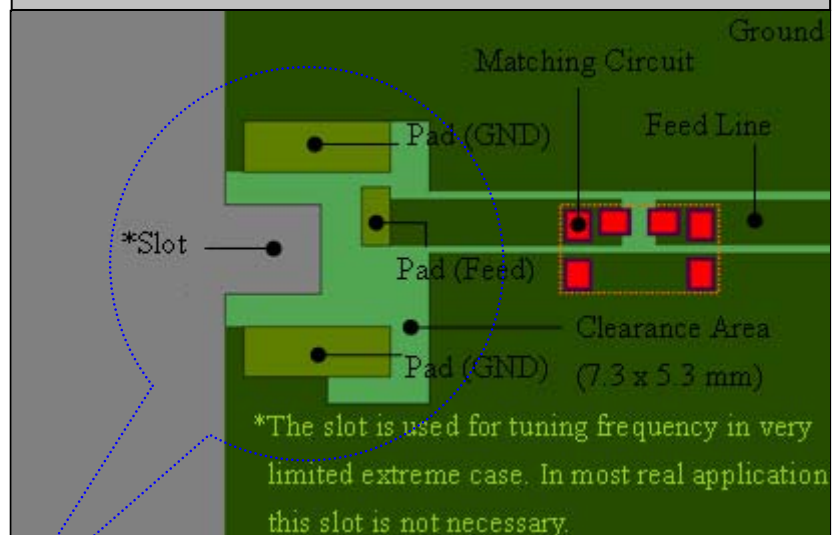 Ground
Matching Circuit
Pad (GND)
Feed Line
*Slot
Pad (Feed)
Clearance Area
Pad (GND)
(7.3 x 5.3 mm)
*The slot is used for tuning frequency in very
limited extreme case. In most real application
this slot is not necessary.